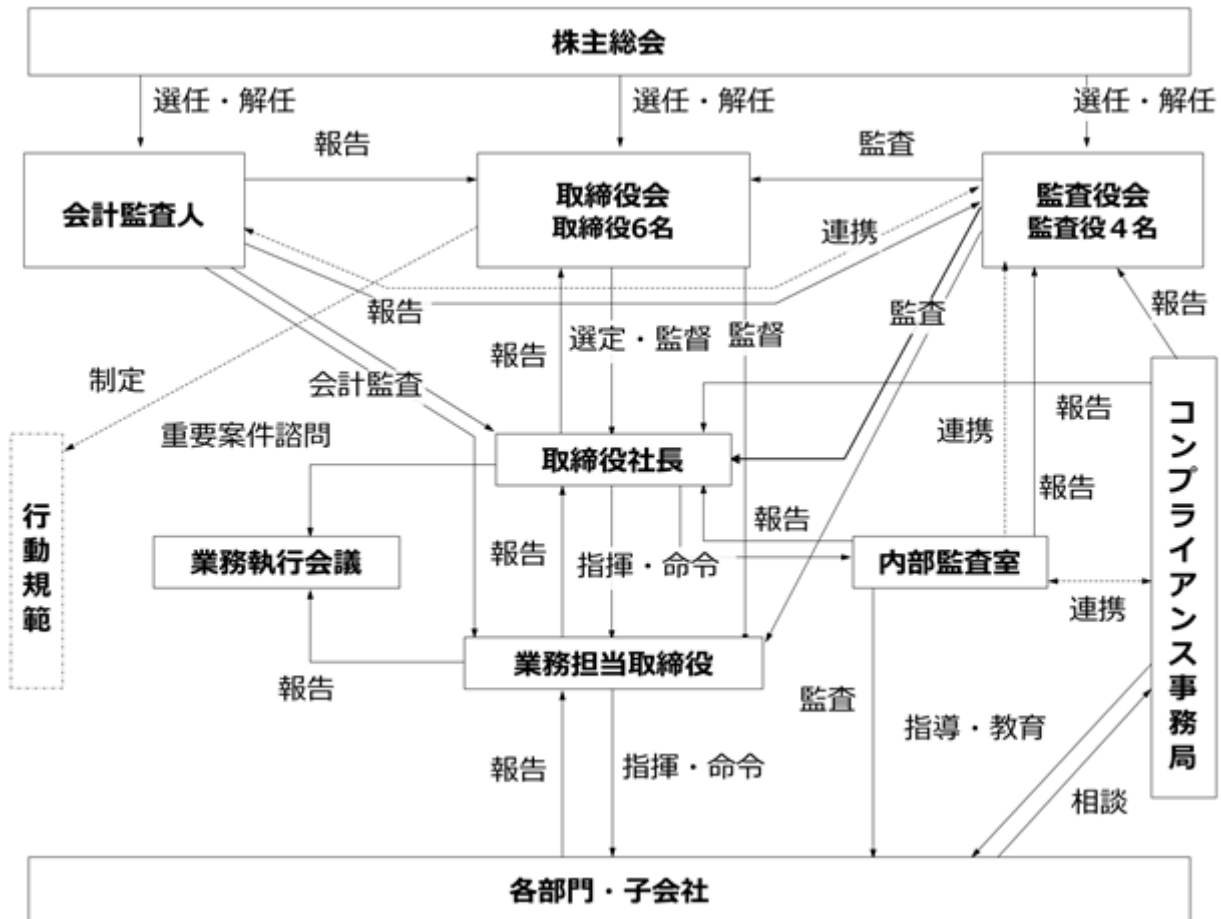 株主総会
選任・解任
選任・解任
選任・解任
報告
監査
会計監査人
取締役会
取締役6名
監査役会
監査役４名
連携
報告
監査
報告
選定・監督
監督
報告
制定
会計監査
報告
重要案件諮問
連携
取締役社長
報告
行動規範
業務執行会議
報告
報告
指揮・命令
内部監査室
連携
コンプライアンス事務局
業務担当取締役
報告
監査
指導・教育
報告
指揮・命令
相談
各部門・子会社